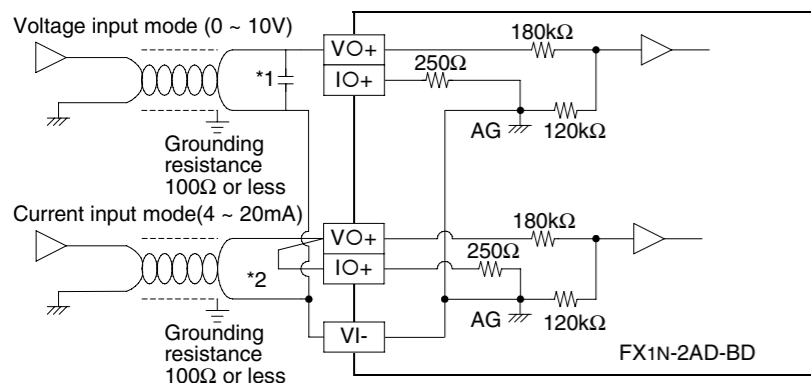 Voltage input mode (0 ~ 10V)
*1
VO+
IO+
250Ω
180kΩ
AG
120kΩ
Grounding
resistance
100Ω or less
Current input mode(4 ~ 20mA)
*2
VO+
IO+
250Ω
180kΩ
AG
120kΩ
VI-
Grounding
resistance
100Ω or less
FX1N-2AD-BD